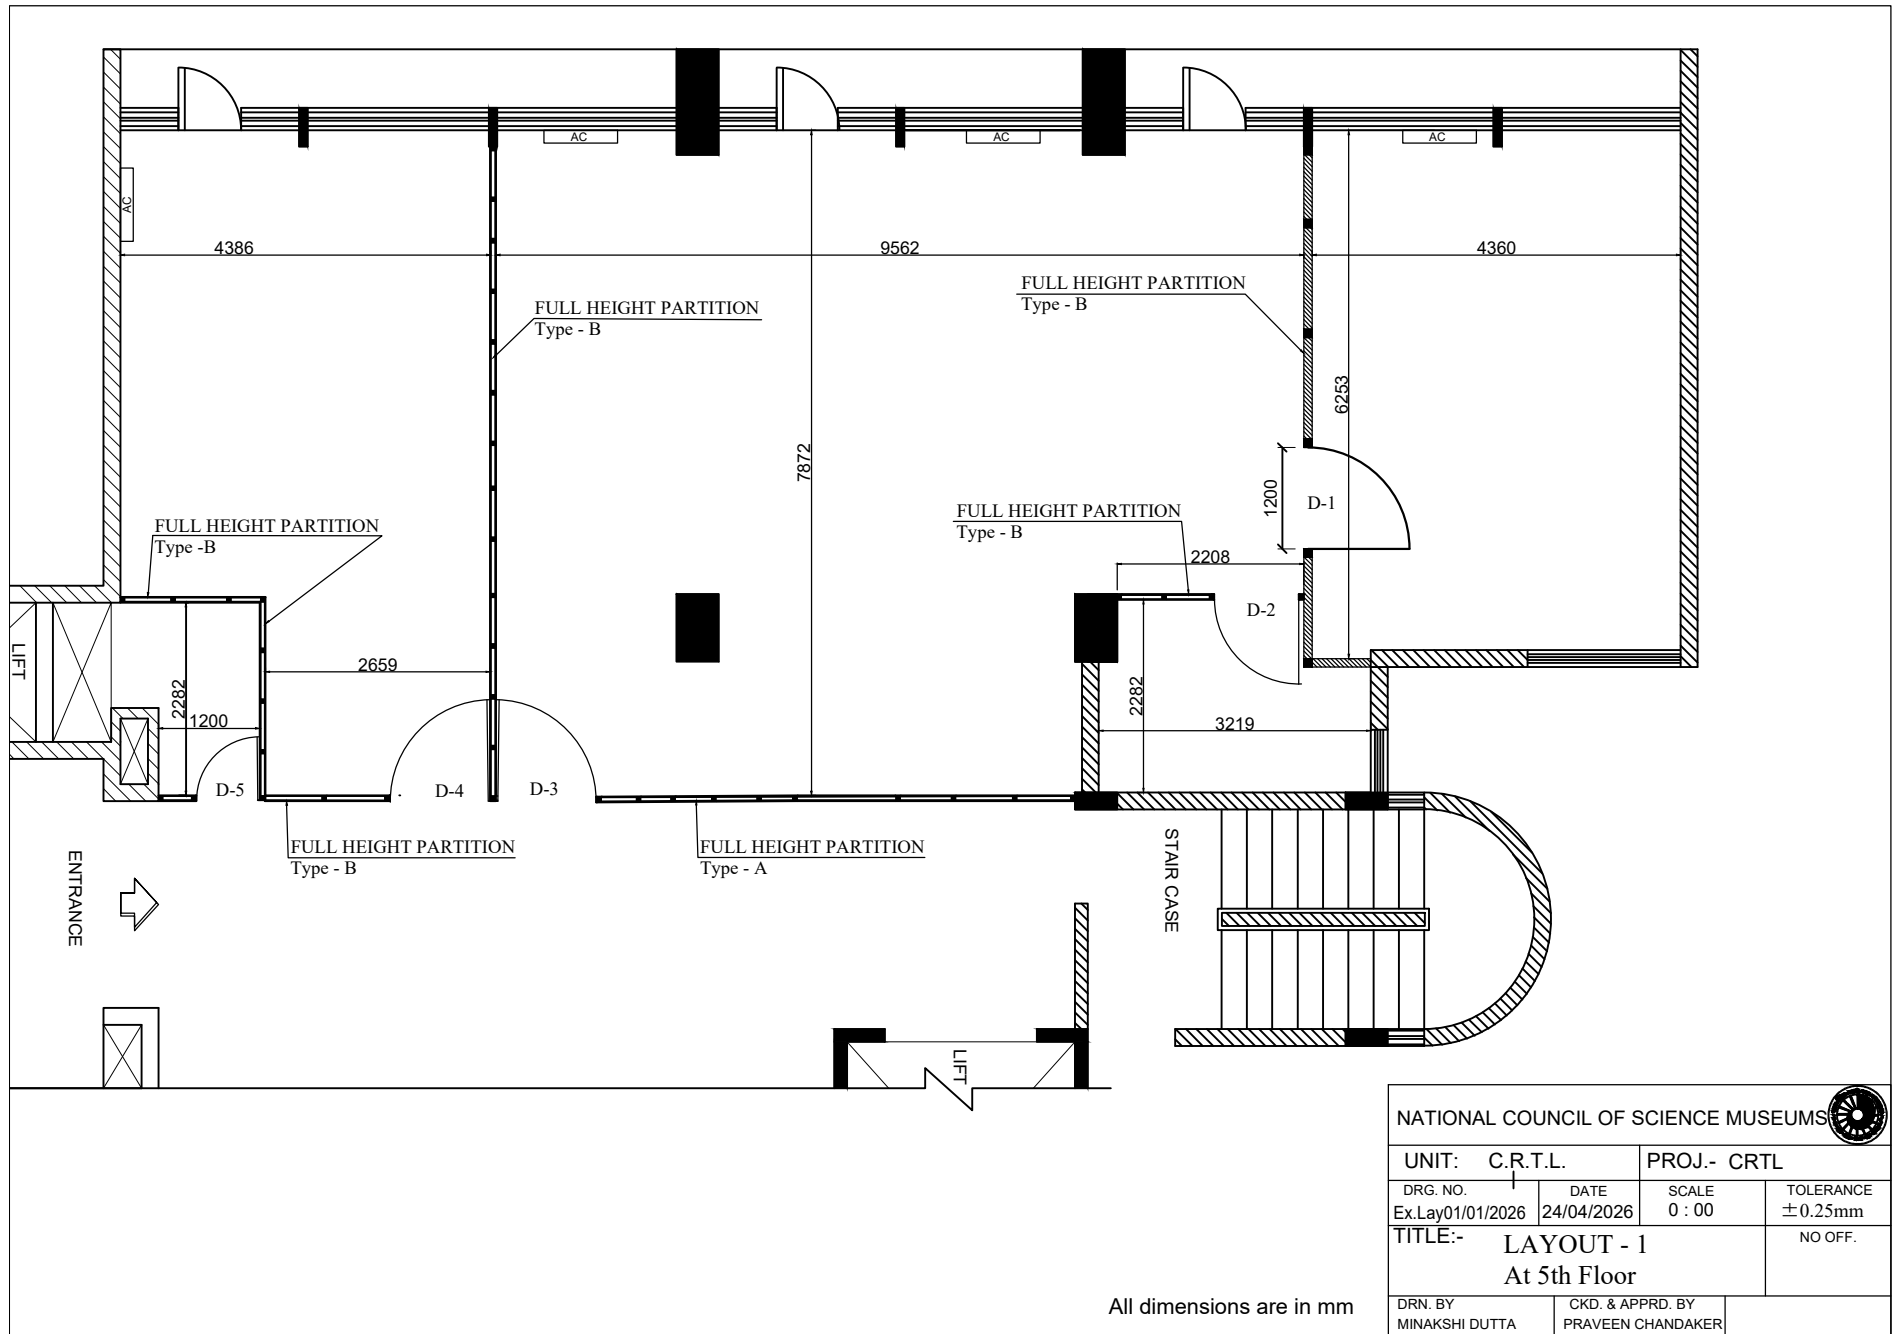 AC
AC
AC
AC
4386
9562
4360
FULL HEIGHT PARTITION
Type - B
FULL HEIGHT PARTITION
Type - B
6253
7872
1200
D-1
FULL HEIGHT PARTITION
Type -B
FULL HEIGHT PARTITION
Type - B
2208
D-2
LIFT
2659
2282
1200
2282
3219
D-5
D-4
D-3
FULL HEIGHT PARTITION
Type - B
FULL HEIGHT PARTITION
Type - A
ENTRANCE
STAIR CASE
LIFT
NATIONAL COUNCIL OF SCIENCE MUSEUMS
UNIT: C.R.T.L.
PROJ.- CRTL
DRG. NO.
Ex.Lay01/01/2026
DATE
24/04/2026
SCALE
0 : 00
TOLERANCE
±0.25mm
TITLE:- LAYOUT - 1
At 5th Floor
NO OFF.
All dimensions are in mm
DRN. BY
MINAKSHI DUTTA
CKD. & APPRD. BY
PRAVEEN CHANDAKER